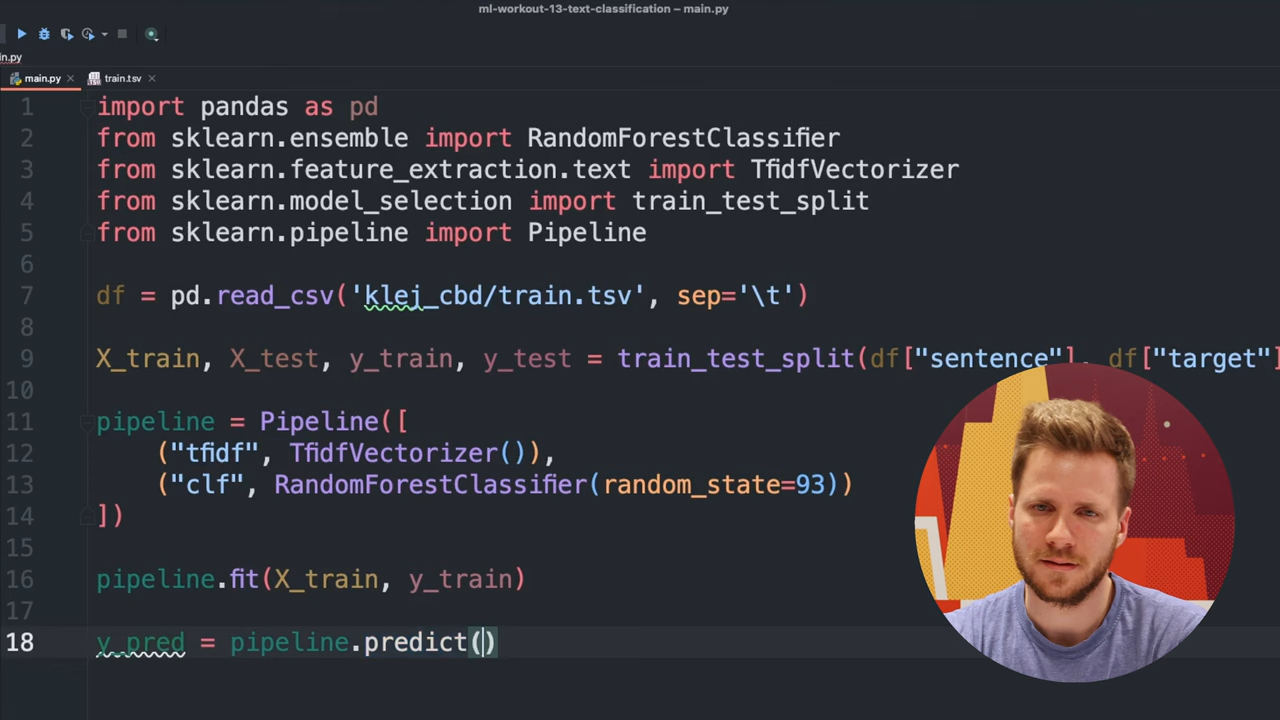 ml-workout-13-text-classification – main.py
in.py
main.py train.tsv
1 import pandas as pd
2 from sklearn.ensemble import RandomForestClassifier
3 from sklearn.feature_extraction.text import TfidfVectorizer
4 from sklearn.model_selection import train_test_split
5 from sklearn.pipeline import Pipeline
6
7 df = pd.read_csv('klej_cbd/train.tsv', sep='\t')
8
9 X_train, X_test, y_train, y_test = train_test_split(df["sentence"], df["target"]
10
11 pipeline = Pipeline([
12 ("tfidf", TfidfVectorizer()),
13 ("clf", RandomForestClassifier(random_state=93))
14 ])
15
16 pipeline.fit(X_train, y_train)
17
18 y_pred = pipeline.predict()